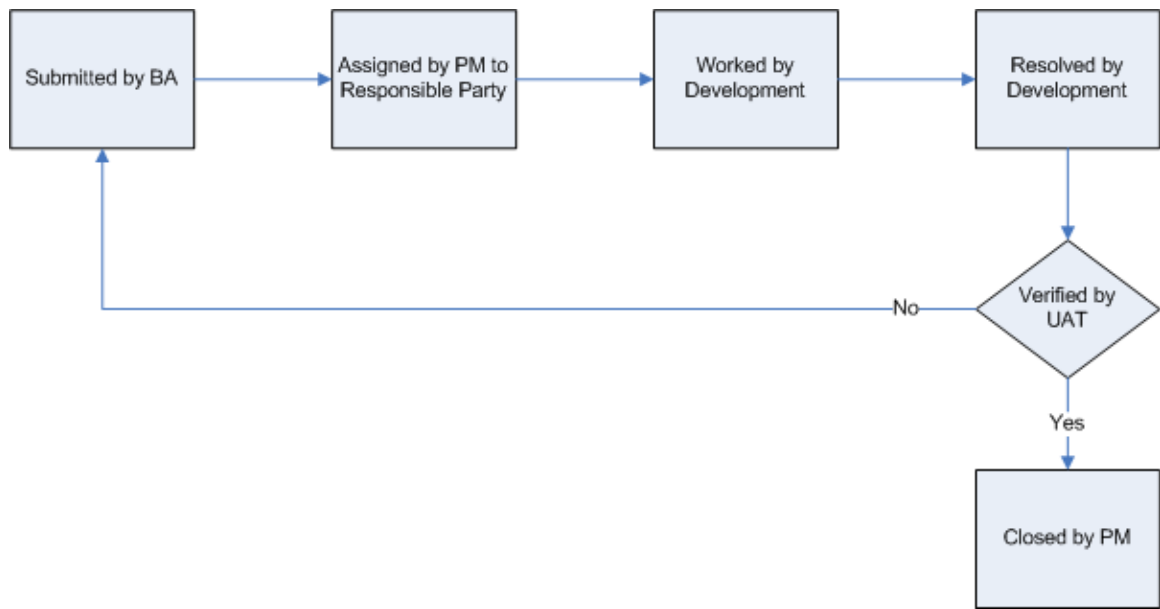 Submitted by BA
Assigned by PM to
Responsible Party
Worked by
Development
Resolved by
Development
Verified by
UAT
No
Yes
Closed by PM